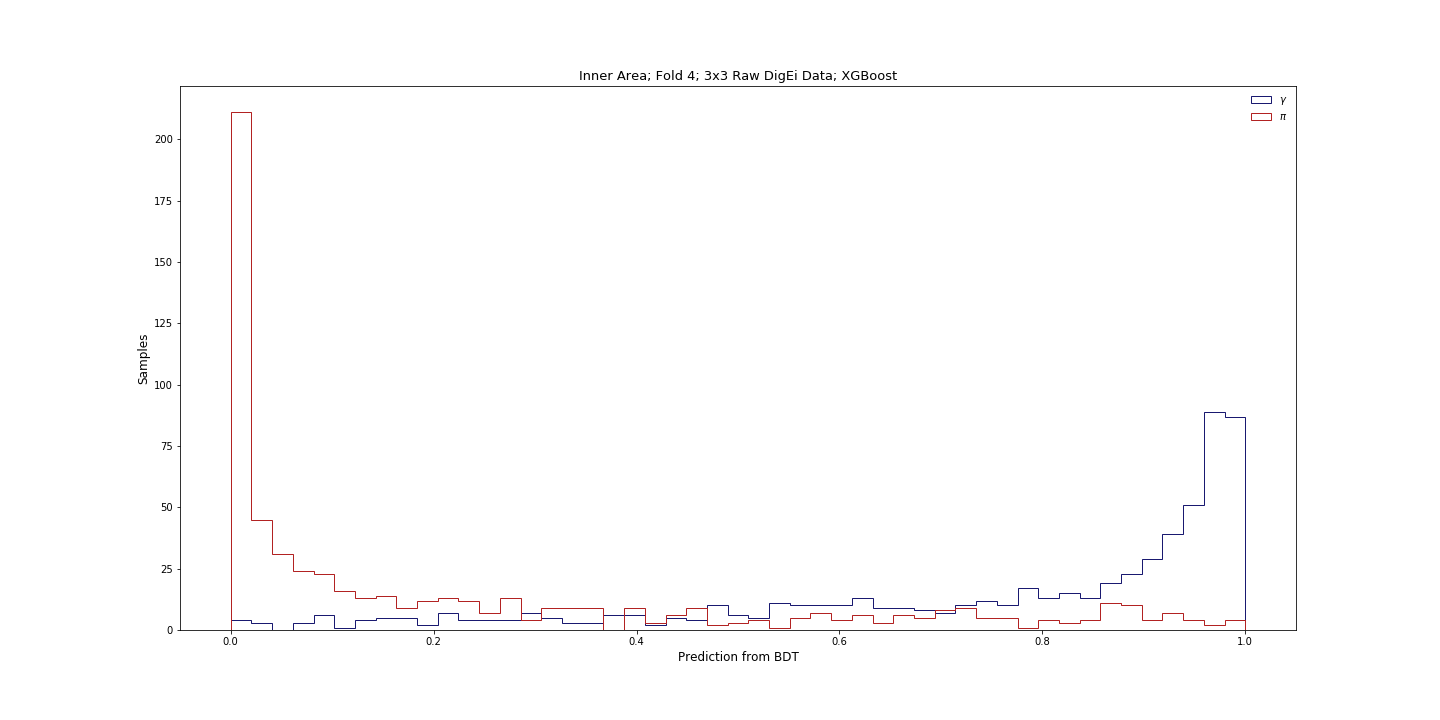 Inner Area; Fold 4; 3x3 Raw DigEi Data; XGBoost
γ
π
200
175
150
125
100
75
50
25
0
Samples
0.0 0.2 0.4 0.6 0.8 1.0
Prediction from BDT